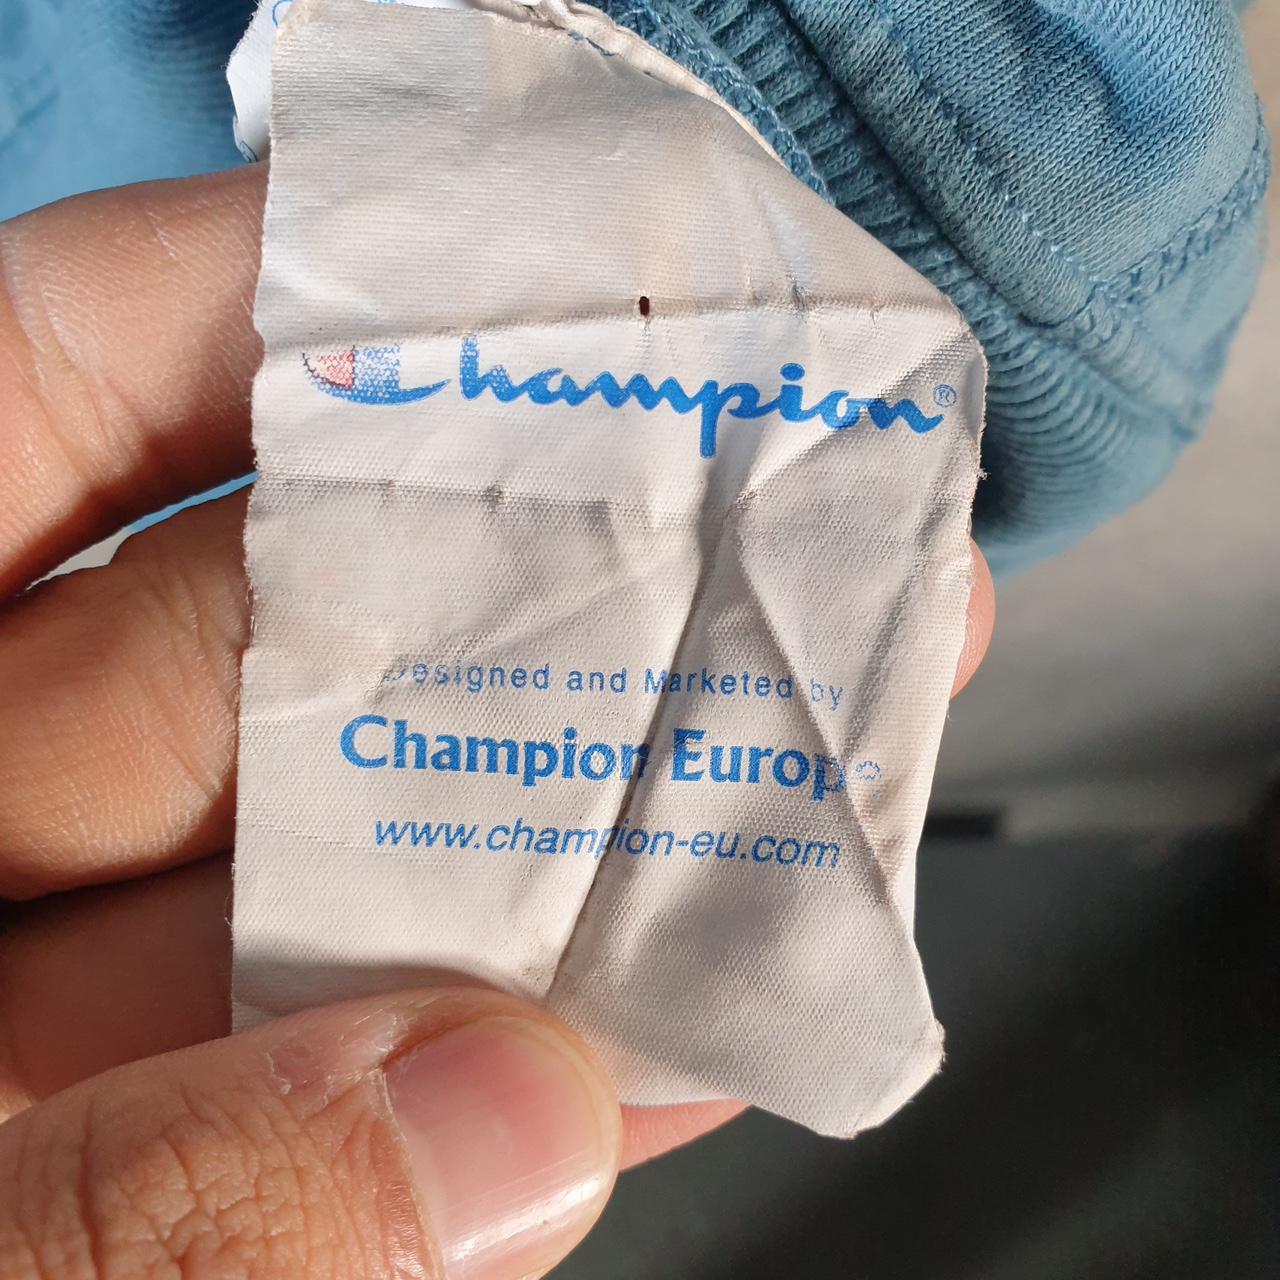 Champion®
Designed and Marketed by
Champion Europe
www.champion-eu.com